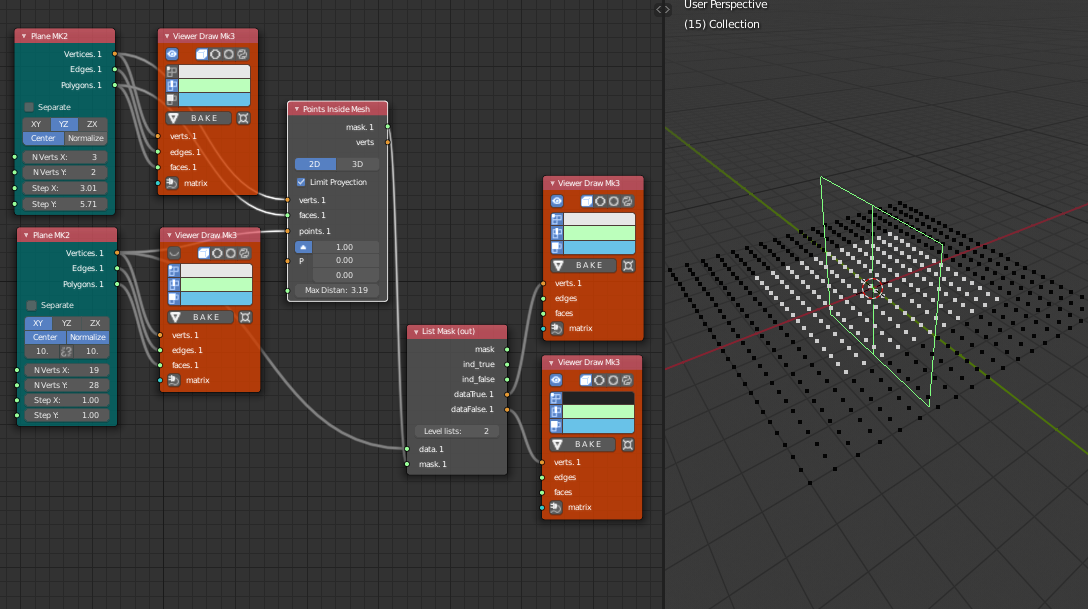 Plane MK2
Vertices. 1
Edges. 1
Polygons. 1
Separate
XY YZ ZX
Center Normalize
N Verts X: 3
N Verts Y: 2
Step X: 3.01
Step Y: 5.71
Viewer Draw Mk3
BAKE
verts. 1
edges. 1
faces. 1
matrix
Plane MK2
Vertices. 1
Edges. 1
Polygons. 1
Separate
XY YZ ZX
Center Normalize
10. 10.
N Verts X: 19
N Verts Y: 28
Step X: 1.00
Step Y: 1.00
Viewer Draw Mk3
BAKE
verts. 1
edges. 1
faces. 1
matrix
Points Inside Mesh
mask. 1
verts
2D 3D
Limit Projection
verts. 1
faces. 1
points. 1
1.00
P 0.00
0.00
Max Distan: 3.19
List Mask (out)
mask
ind_true
ind_false
dataTrue. 1
dataFalse. 1
Level lists: 2
data. 1
mask. 1
Viewer Draw Mk3
BAKE
verts. 1
edges
faces
matrix
Viewer Draw Mk3
BAKE
verts. 1
edges
faces
matrix
User Perspective
(15) Collection